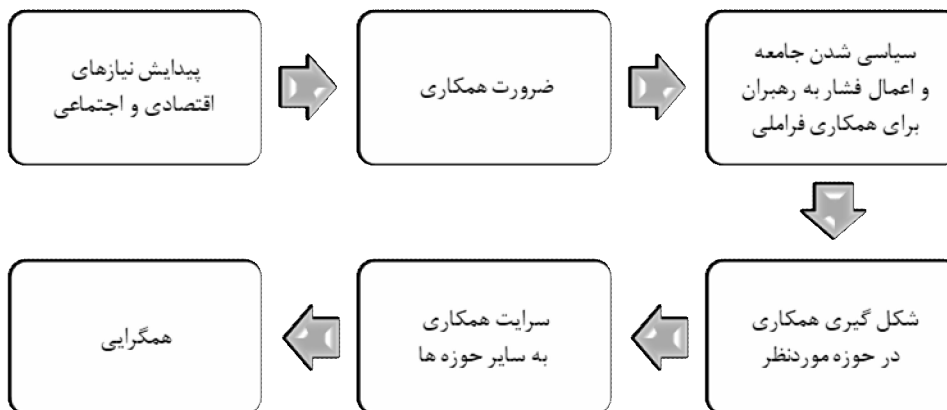 پیدایش نیازهای
اقتصادی و اجتماعی
ضرورت همکاری
سیاسی شدن جامعه
و اعمال فشار به رهبران
برای همکاری فراملی
شکل گیری همکاری
در حوزه موردنظر
سرایت همکاری
به سایر حوزه ها
همگرایی